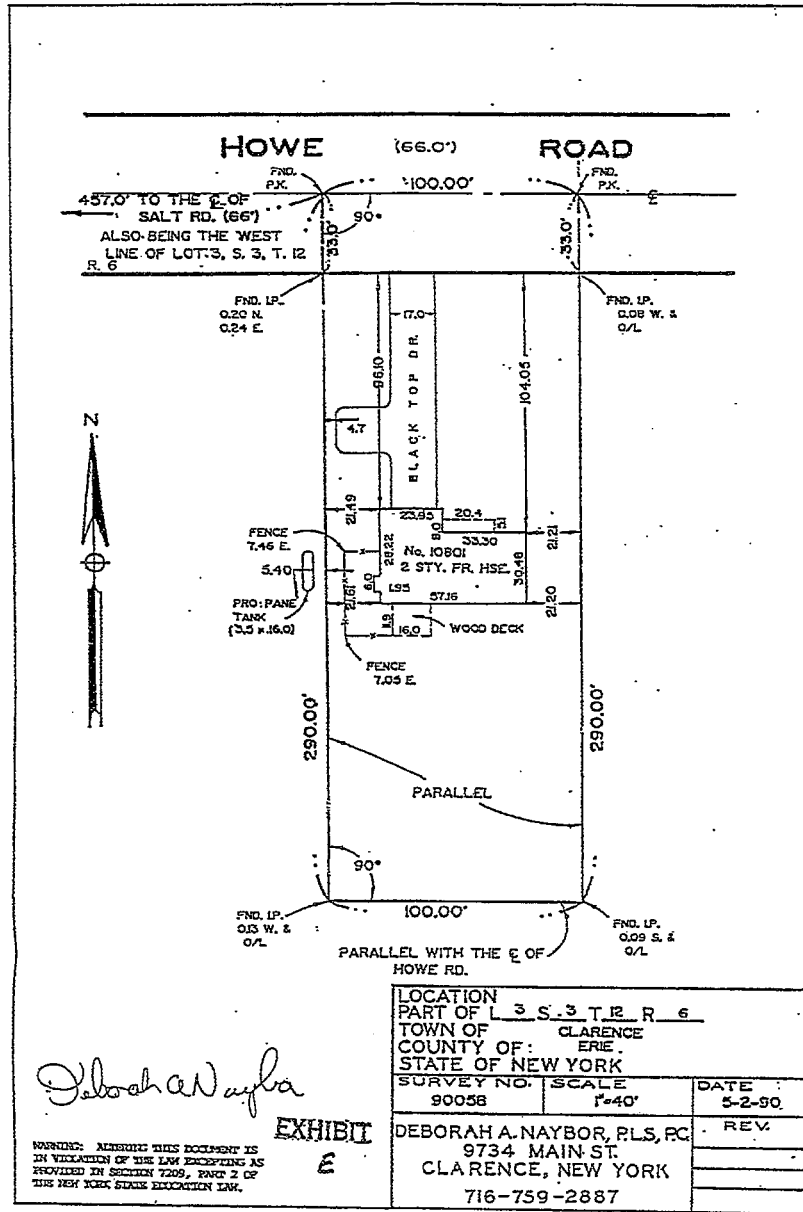 HOWE (66.0') ROAD
FND. P.K.
100.00'
FND. P.K.
℄
457.0' TO THE ℄ OF
SALT RD. (66')
ALSO BEING THE WEST
LINE OF LOT 3, S. 3, T. 12
R. 6
90°
33.0'
33.0'
FND. I.P.
0.20 N.
0.24 E.
FND. I.P.
0.08 W. &
O/L
17.0
96.10
BLACK TOP DR.
104.05
4.7
N
21.49
23.85
20.4
5.1
8.0
33.30
21.21
FENCE
7.46 E.
28.22
No. 10801
2 STY. FR. HSE.
30.48
5.40
6.0
1.95
PRO-PANE
TANK
(3.5 x 16.0)
21.61
57.16
21.20
11.9
16.0
WOOD DECK
FENCE
7.05 E.
290.00'
290.00'
PARALLEL
90°
100.00'
FND. I.P.
0.13 W. &
O/L
FND. I.P.
0.09 S. &
O/L
PARALLEL WITH THE ℄ OF
HOWE RD.
LOCATION
PART OF L 3 S. 3 T. 12 R 6
TOWN OF CLARENCE
COUNTY OF: ERIE.
STATE OF NEW YORK
SURVEY NO. SCALE DATE
90058 1"=40' 5-2-90
DEBORAH A. NAYBOR, P.L.S., P.C. REV.
9734 MAIN ST.
CLARENCE, NEW YORK
716-759-2887
Deborah A Naybor
EXHIBIT
E
WARNING: ALTERING THIS DOCUMENT IS
IN VIOLATION OF THE LAW EXCEPTING AS
PROVIDED IN SECTION 7209, PART 2 OF
THE NEW YORK STATE EDUCATION LAW.